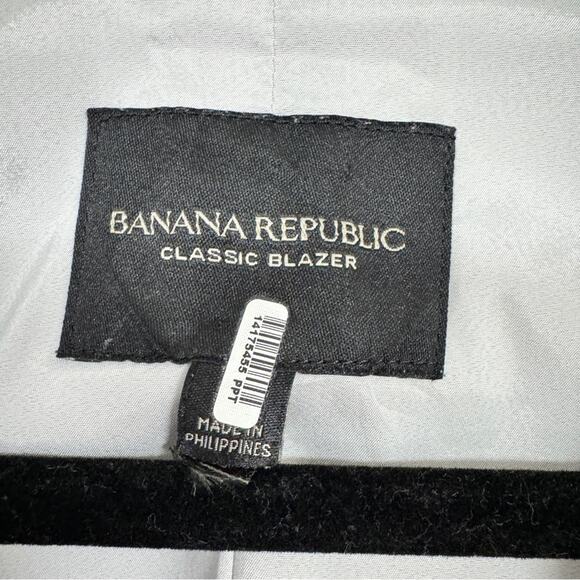 BANANA REPUBLIC
CLASSIC BLAZER
14175455 PPT
MADE IN
PHILIPPINES